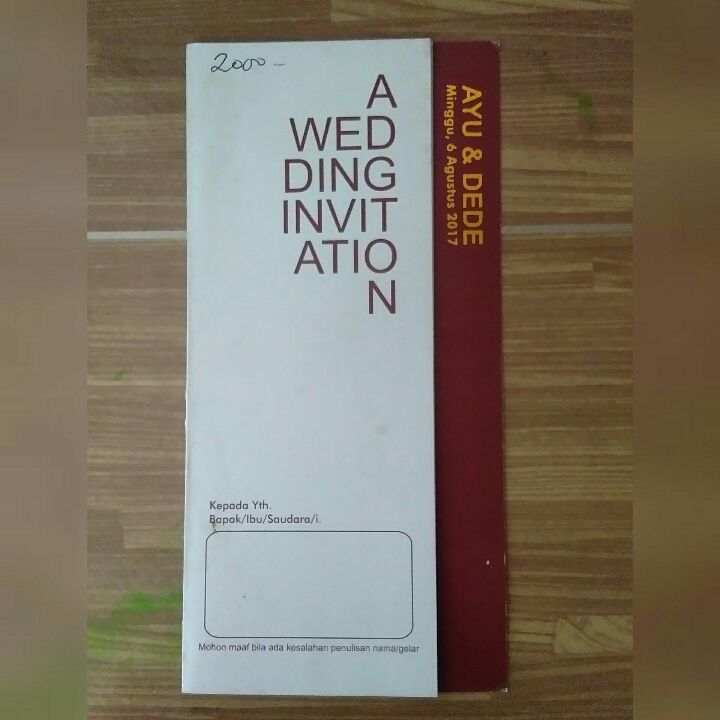 2000 -
A
WED
DING
INVIT
ATIO
N
AYU & DEDE
Minggu, 6 Agustus 2017
Kepada Yth.
Bapak/Ibu/Saudara/i.
Mohon maaf bila ada kesalahan penulisan nama/gelar